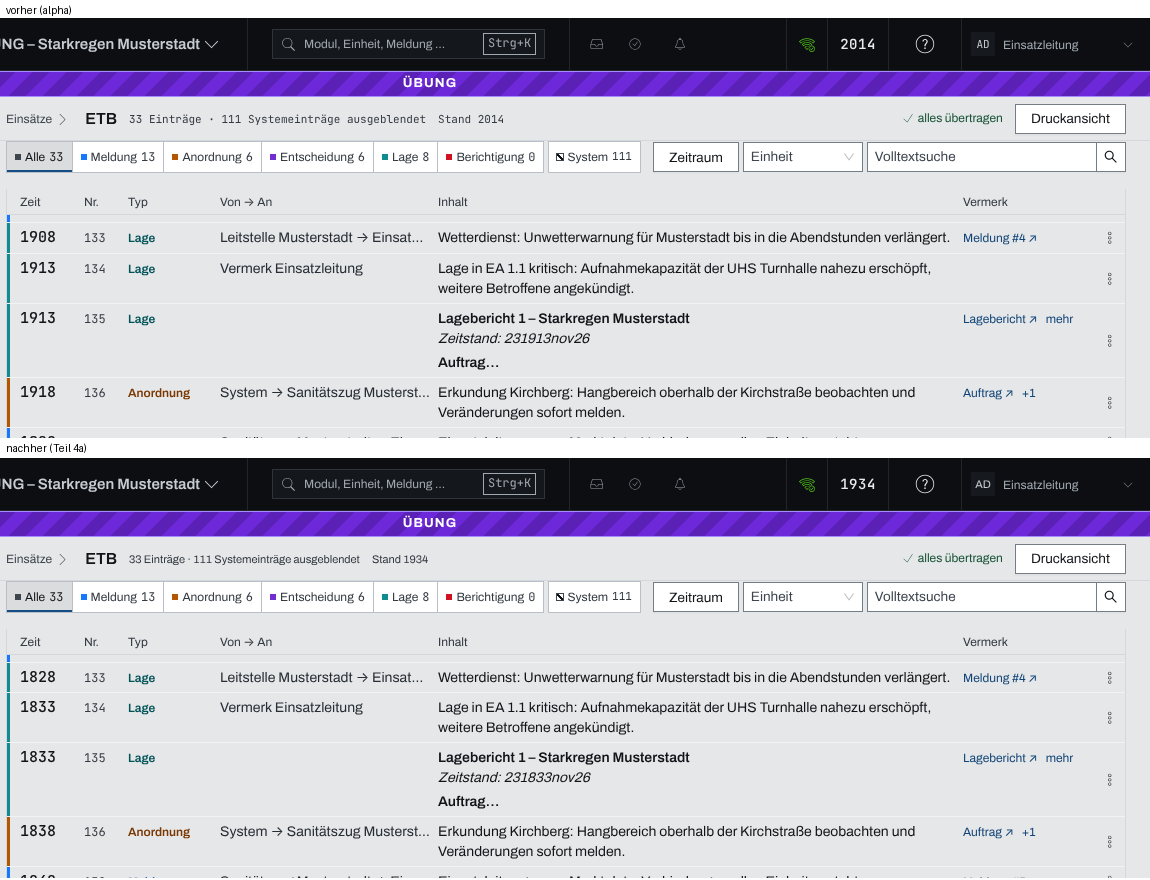 vorher (alpha)
NG – Starkregen Musterstadt Modul, Einheit, Meldung ... Strg+K 2014 ? AD Einsatzleitung
ÜBUNG
Einsätze ETB 33 Einträge · 111 Systemeinträge ausgeblendet Stand 2014 alles übertragen Druckansicht
Alle 33 Meldung 13 Anordnung 6 Entscheidung 6 Lage 8 Berichtigung 0 System 111 Zeitraum Einheit Volltextsuche
Zeit Nr. Typ Von → An Inhalt Vermerk
1908 133 Lage Leitstelle Musterstadt → Einsat... Wetterdienst: Unwetterwarnung für Musterstadt bis in die Abendstunden verlängert. Meldung #4 ↗
1913 134 Lage Vermerk Einsatzleitung Lage in EA 1.1 kritisch: Aufnahmekapazität der UHS Turnhalle nahezu erschöpft,
weitere Betroffene angekündigt.
1913 135 Lage Lagebericht 1 – Starkregen Musterstadt Lagebericht ↗ mehr
Zeitstand: 231913nov26
Auftrag...
1918 136 Anordnung System → Sanitätszug Musterst... Erkundung Kirchberg: Hangbereich oberhalb der Kirchstraße beobachten und Auftrag ↗ +1
Veränderungen sofort melden.
nachher (Teil 4a)
NG – Starkregen Musterstadt Modul, Einheit, Meldung ... Strg+K 1934 ? AD Einsatzleitung
ÜBUNG
Einsätze ETB 33 Einträge · 111 Systemeinträge ausgeblendet Stand 1934 alles übertragen Druckansicht
Alle 33 Meldung 13 Anordnung 6 Entscheidung 6 Lage 8 Berichtigung 0 System 111 Zeitraum Einheit Volltextsuche
Zeit Nr. Typ Von → An Inhalt Vermerk
1828 133 Lage Leitstelle Musterstadt → Einsat... Wetterdienst: Unwetterwarnung für Musterstadt bis in die Abendstunden verlängert. Meldung #4 ↗
1833 134 Lage Vermerk Einsatzleitung Lage in EA 1.1 kritisch: Aufnahmekapazität der UHS Turnhalle nahezu erschöpft,
weitere Betroffene angekündigt.
1833 135 Lage Lagebericht 1 – Starkregen Musterstadt Lagebericht ↗ mehr
Zeitstand: 231833nov26
Auftrag...
1838 136 Anordnung System → Sanitätszug Musterst... Erkundung Kirchberg: Hangbereich oberhalb der Kirchstraße beobachten und Auftrag ↗ +1
Veränderungen sofort melden.